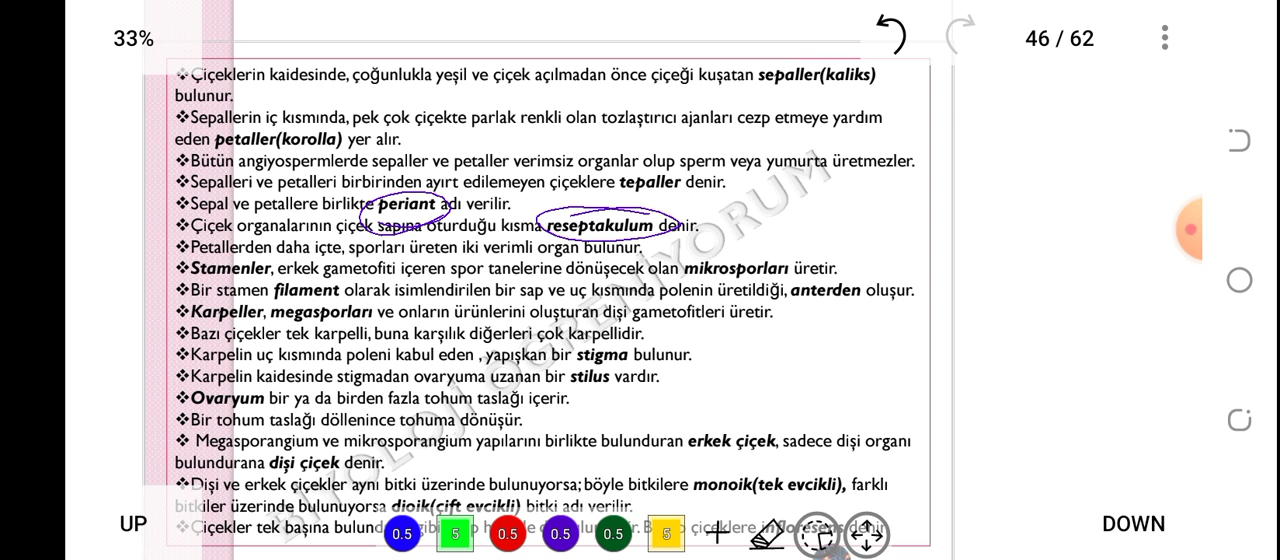 33%
46 / 62
❖Çiçeklerin kaidesinde, çoğunlukla yeşil ve çiçek açılmadan önce çiçeği kuşatan sepaller(kaliks)
bulunur.
❖Sepallerin iç kısmında, pek çok çiçekte parlak renkli olan tozlaştırıcı ajanları cezp etmeye yardım
eden petaller(korolla) yer alır.
❖Bütün angiyospermlerde sepaller ve petaller verimsiz organlar olup sperm veya yumurta üretmezler.
❖Sepalleri ve petalleri birbirinden ayırt edilemeyen çiçeklere tepaller denir.
❖Sepal ve petallere birlikte periant adı verilir.
❖Çiçek organalarının çiçek sapına oturduğu kısma reseptakulum denir.
❖Petallerden daha içte, sporları üreten iki verimli organ bulunur.
❖Stamenler, erkek gametofiti içeren spor tanelerine dönüşecek olan mikrosporları üretir.
❖Bir stamen filament olarak isimlendirilen bir sap ve uç kısmında polenin üretildiği, anterden oluşur.
❖Karpeller, megasporları ve onların ürünlerini oluşturan dişi gametofitleri üretir.
❖Bazı çiçekler tek karpelli, buna karşılık diğerleri çok karpellidir.
❖Karpelin uç kısmında poleni kabul eden , yapışkan bir stigma bulunur.
❖Karpelin kaidesinde stigmadan ovaryuma uzanan bir stilus vardır.
❖Ovaryum bir ya da birden fazla tohum taslağı içerir.
❖Bir tohum taslağı döllenince tohuma dönüşür.
❖ Megasporangium ve mikrosporangium yapılarını birlikte bulunduran erkek çiçek, sadece dişi organı
bulundurana dişi çiçek denir.
❖Dişi ve erkek çiçekler aynı bitki üzerinde bulunuyorsa; böyle bitkilere monoik(tek evcikli), farklı
bitkiler üzerinde bulunuyorsa dioik(çift evcikli) bitki adı verilir.
❖Çiçekler tek başına çiçeklere infloresens denir
BİYOLOJİ ÖĞRENİYORUM
UP
0.5 5 0.5 0.5 0.5 5
DOWN